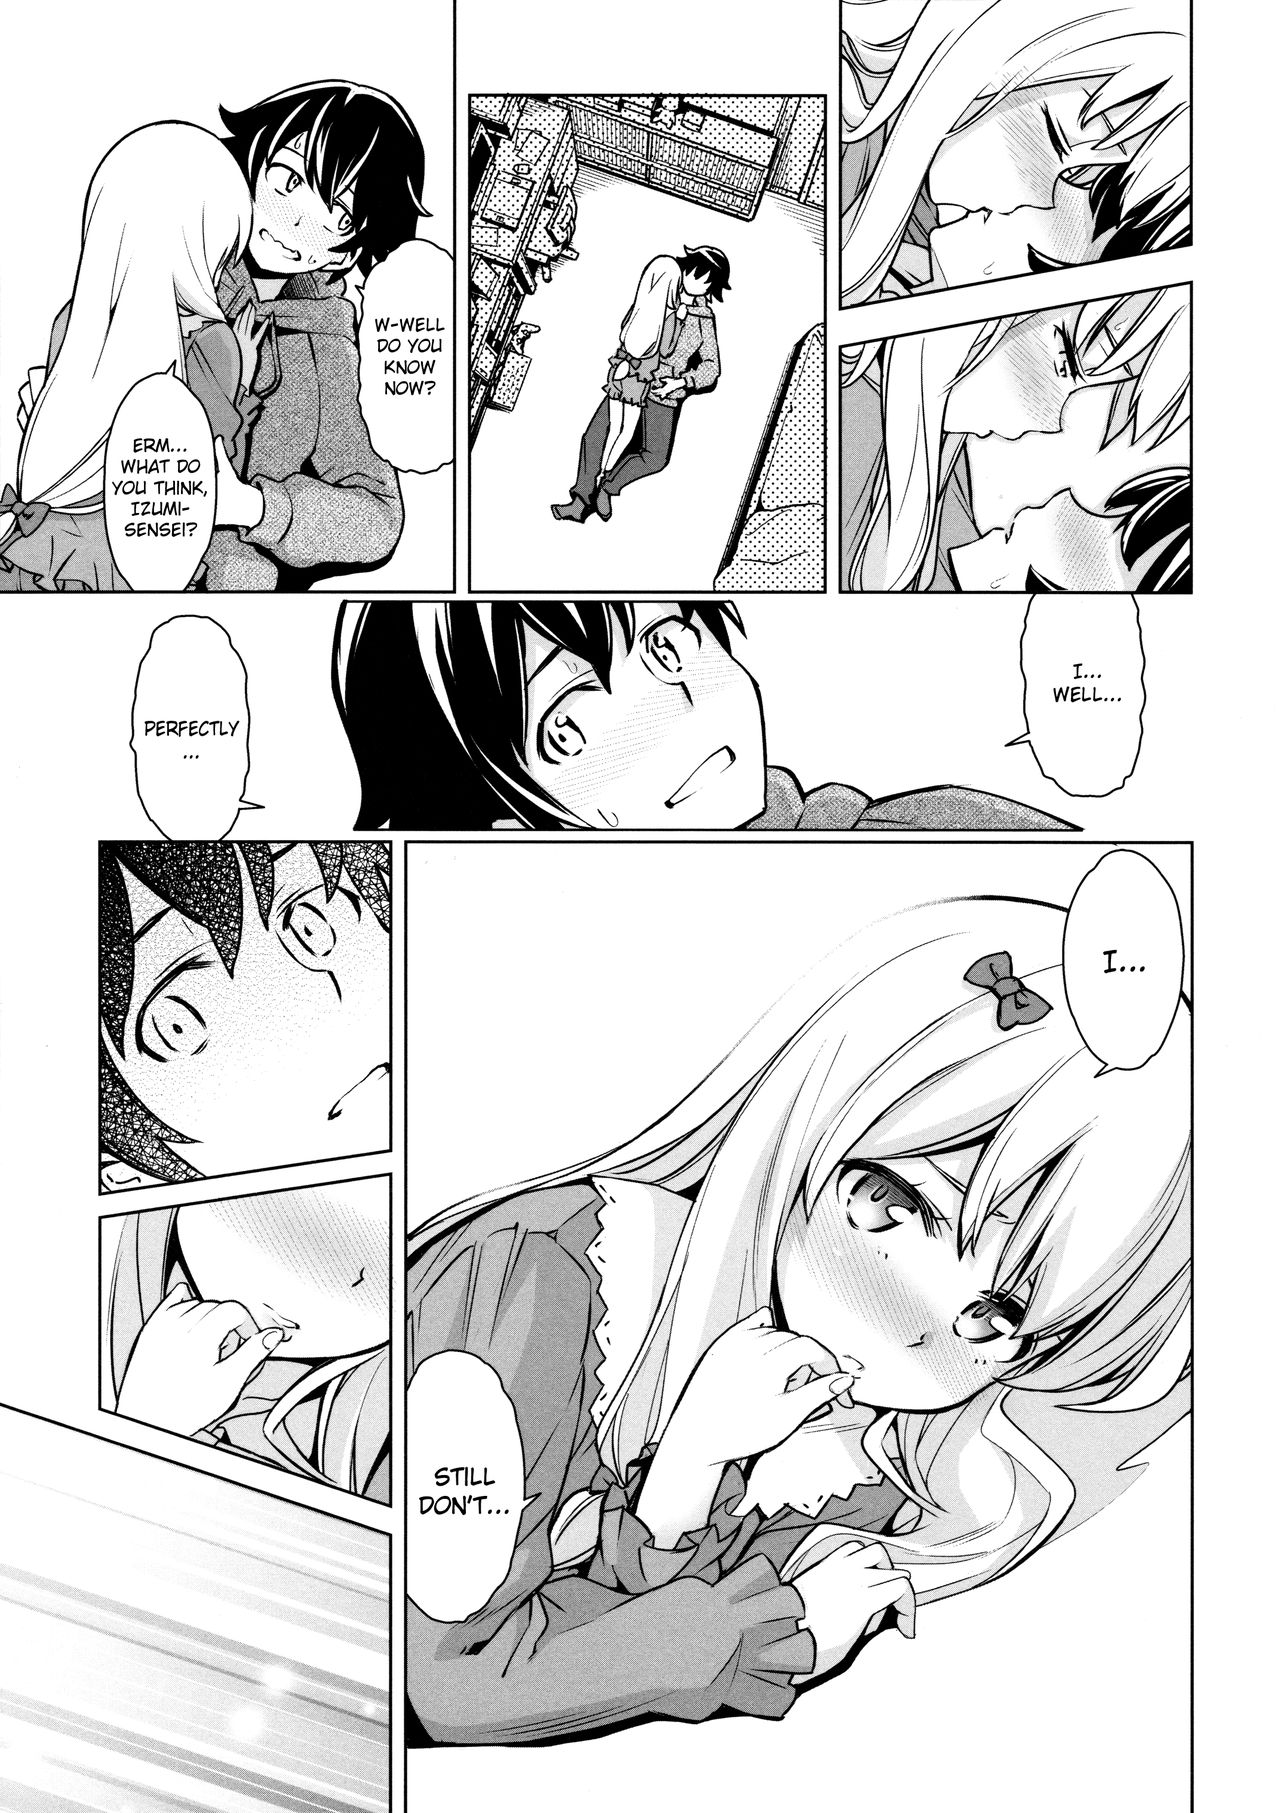 W-WELL
DO YOU
KNOW
NOW?
ERM...
WHAT DO
YOU THINK,
IZUMI-
SENSEI?
I...
WELL...
PERFECTLY
...
I...
STILL
DON'T...